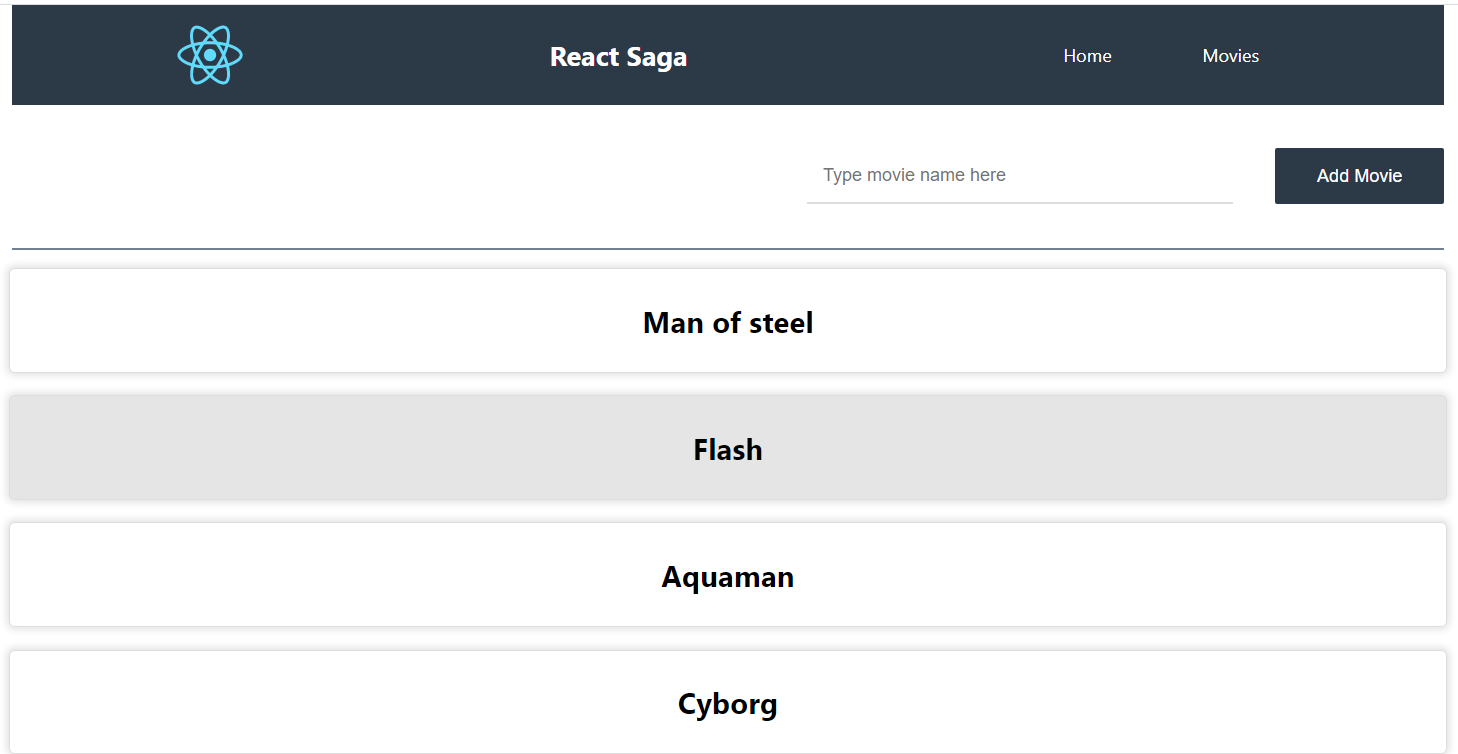 React Saga
Home
Movies
Type movie name here
Add Movie
Man of steel
Flash
Aquaman
Cyborg